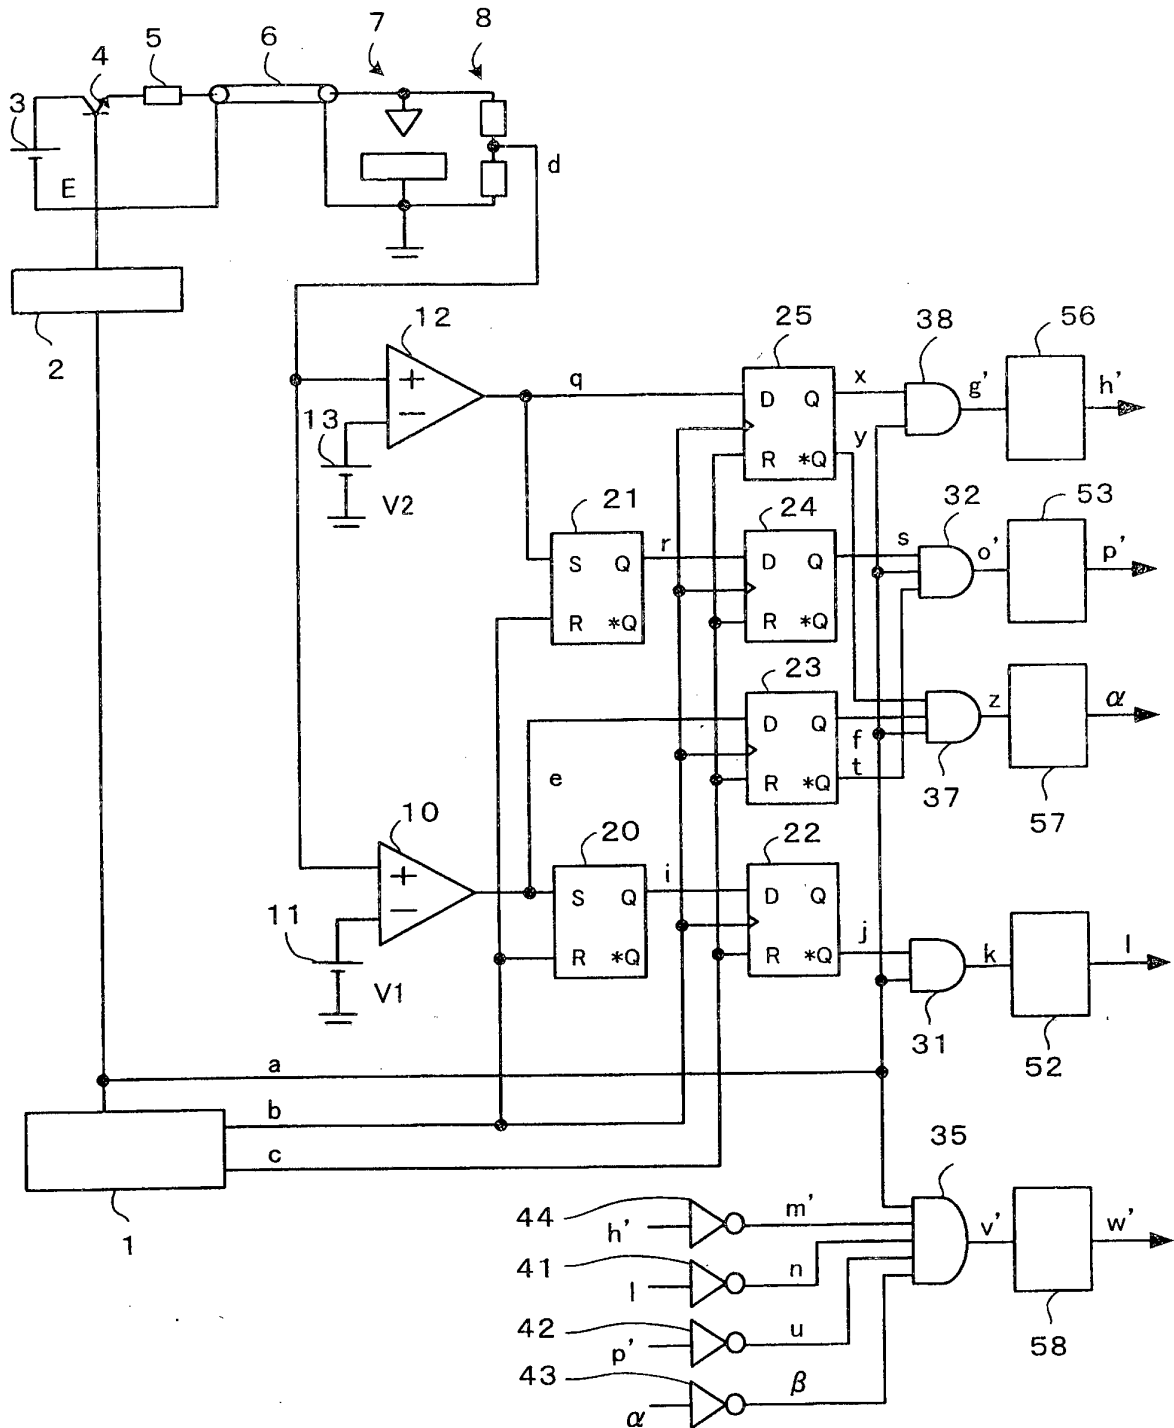 7
8
6
5
4
3
E
d
2
12
+
−
13
V2
q
25
D Q
R *Q
x
y
38
g'
56
h'
21
S Q
R *Q
r
24
D Q
R *Q
s
32
o'
53
p'
23
D Q
R *Q
f
t
z
37
57
α
e
10
+
−
11
V1
20
S Q
R *Q
i
22
D Q
R *Q
j
31
k
52
l
a
b
c
1
35
44
h'
m'
41
l
n
42
p'
u
43
α
β
v'
58
w'